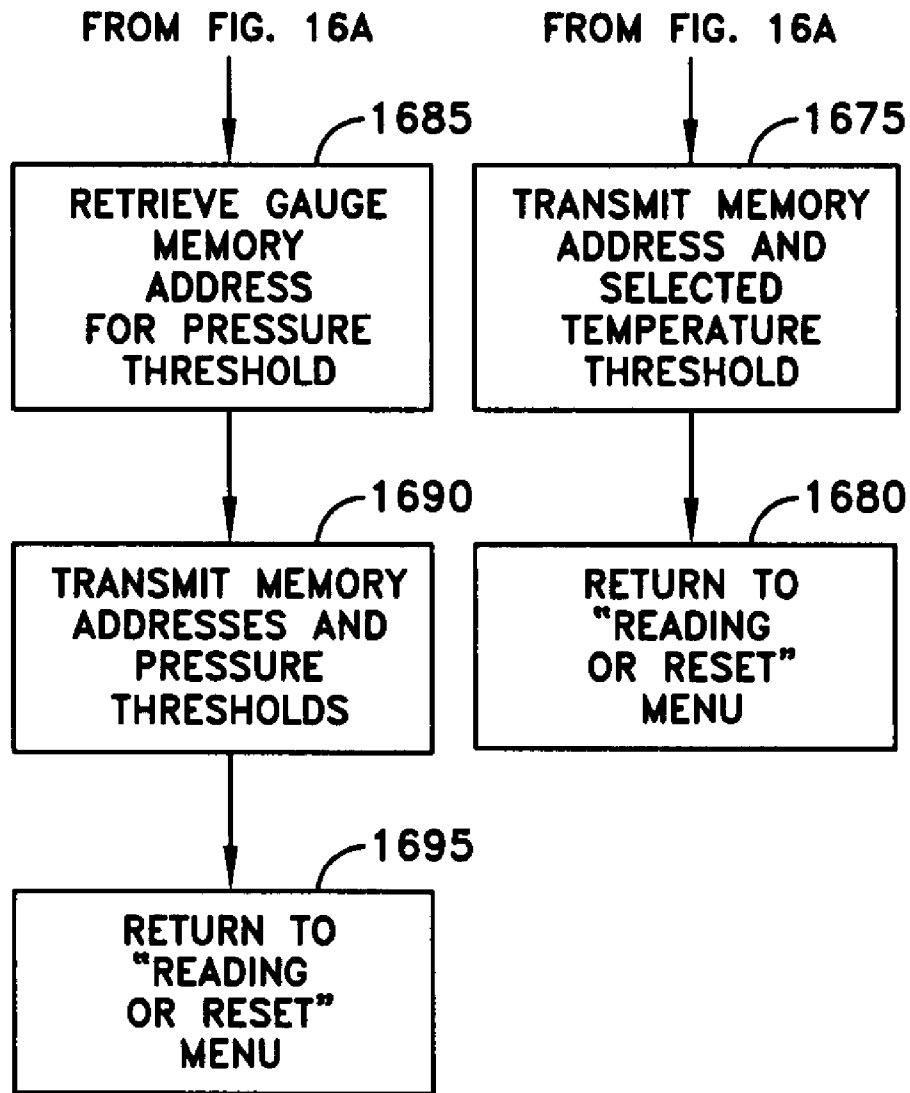 FROM FIG. 16A
1685
RETRIEVE GAUGE
MEMORY
ADDRESS
FOR PRESSURE
THRESHOLD
1690
TRANSMIT MEMORY
ADDRESSES AND
PRESSURE
THRESHOLDS
1695
RETURN TO
"READING
OR RESET"
MENU
FROM FIG. 16A
1675
TRANSMIT MEMORY
ADDRESS AND
SELECTED
TEMPERATURE
THRESHOLD
1680
RETURN TO
"READING
OR RESET"
MENU